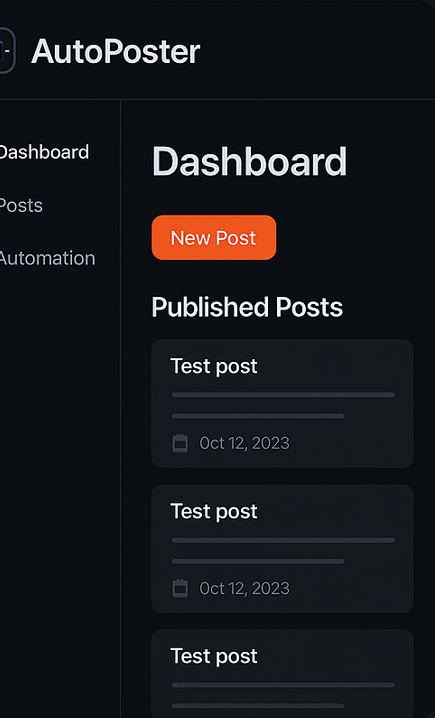 AutoPoster
Dashboard
Posts
Automation
Dashboard
New Post
Published Posts
Test post
Oct 12, 2023
Test post
Oct 12, 2023
Test post